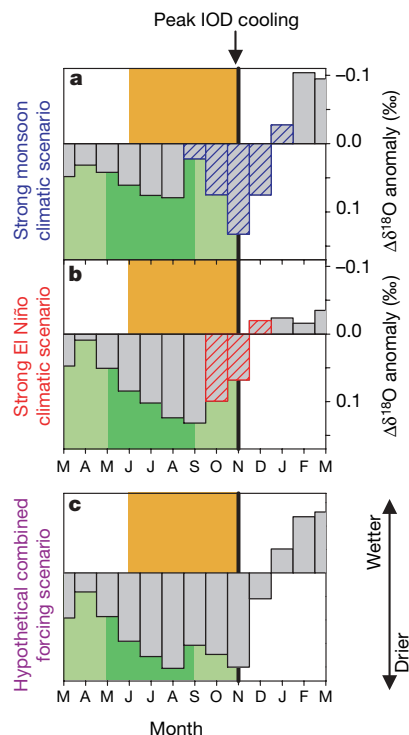 Peak IOD cooling
a
Strong monsoon
climatic scenario
–0.1
0.0
0.1
Δδ¹⁸O anomaly (‰)
b
Strong El Niño
climatic scenario
–0.1
0.0
0.1
Δδ¹⁸O anomaly (‰)
M A M J J A S O N D J F M
c
Hypothetical combined
forcing scenario
Wetter
Drier
M A M J J A S O N D J F M
Month